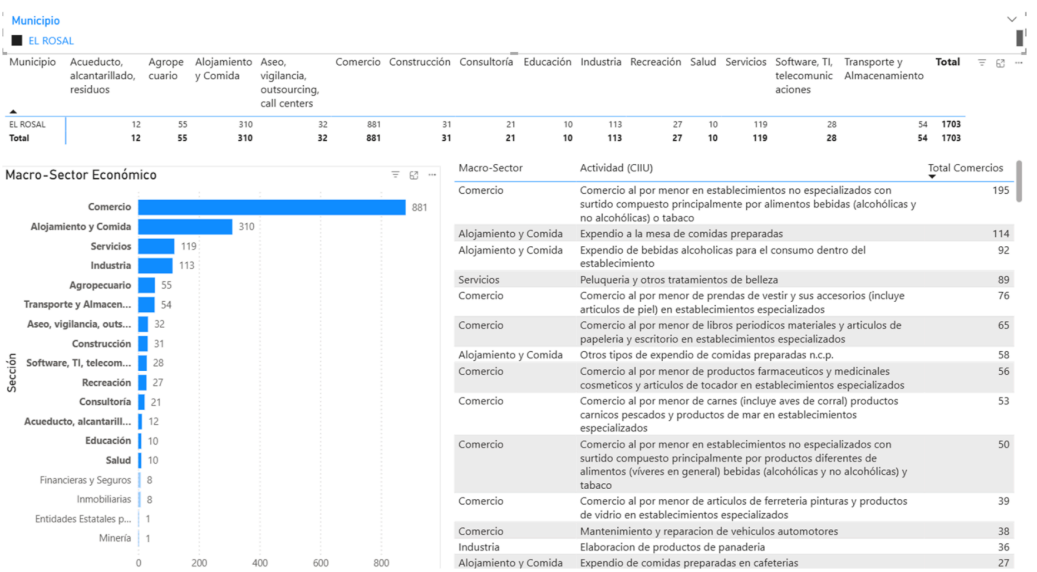 Municipio
EL ROSAL
Municipio Acueducto, alcantarillado, residuos Agrope cuario Alojamiento y Comida Aseo, vigilancia, outsourcing, call centers Comercio Construcción Consultoría Educación Industria Recreación Salud Servicios Software, TI, telecomunic aciones Transporte y Almacenamiento Total
EL ROSAL 12 55 310 32 881 31 21 10 113 27 10 119 28 54 1703
Total 12 55 310 32 881 31 21 10 113 27 10 119 28 54 1703
Macro-Sector Económico
Sección
Comercio 881
Alojamiento y Comida 310
Servicios 119
Industria 113
Agropecuario 55
Transporte y Almacen... 54
Aseo, vigilancia, outs... 32
Construcción 31
Software, TI, telecom... 28
Recreación 27
Consultoría 21
Acueducto, alcantarill... 12
Educación 10
Salud 10
Financieras y Seguros 8
Inmobiliarias 8
Entidades Estatales p... 1
Minería 1
0 200 400 600 800
Macro-Sector Actividad (CIIU) Total Comercios
Comercio Comercio al por menor en establecimientos no especializados con 195
surtido compuesto principalmente por alimentos bebidas (alcohólicas y
no alcohólicas) o tabaco
Alojamiento y Comida Expendio a la mesa de comidas preparadas 114
Alojamiento y Comida Expendio de bebidas alcoholicas para el consumo dentro del 92
establecimiento
Servicios Peluqueria y otros tratamientos de belleza 89
Comercio Comercio al por menor de prendas de vestir y sus accesorios (incluye 76
articulos de piel) en establecimientos especializados
Comercio Comercio al por menor de libros periodicos materiales y articulos de 65
papeleria y escritorio en establecimientos especializados
Alojamiento y Comida Otros tipos de expendio de comidas preparadas n.c.p. 58
Comercio Comercio al por menor de productos farmaceuticos y medicinales 56
cosmeticos y articulos de tocador en establecimientos especializados
Comercio Comercio al por menor de carnes (incluye aves de corral) productos 53
carnicos pescados y productos de mar en establecimientos
especializados
Comercio Comercio al por menor en establecimientos no especializados con 50
surtido compuesto principalmente por productos diferentes de
alimentos (víveres en general) bebidas (alcohólicas y no alcohólicas) y
tabaco
Comercio Comercio al por menor de articulos de ferreteria pinturas y productos 39
de vidrio en establecimientos especializados
Comercio Mantenimiento y reparacion de vehiculos automotores 38
Industria Elaboracion de productos de panaderia 36
Alojamiento y Comida Expendio de comidas preparadas en cafeterias 27